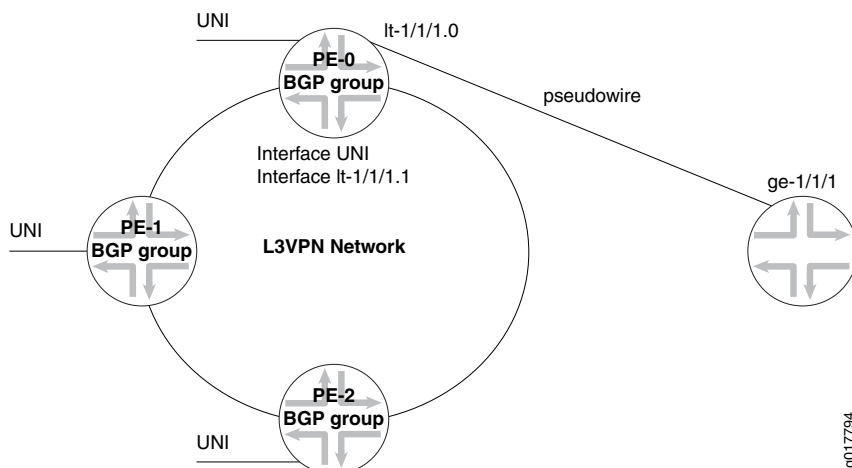 UNI
lt-1/1/1.0
PE-0
BGP group
pseudowire
Interface UNI
Interface lt-1/1/1.1
ge-1/1/1
UNI
PE-1
BGP group
L3VPN Network
PE-2
BGP group
UNI
g017794